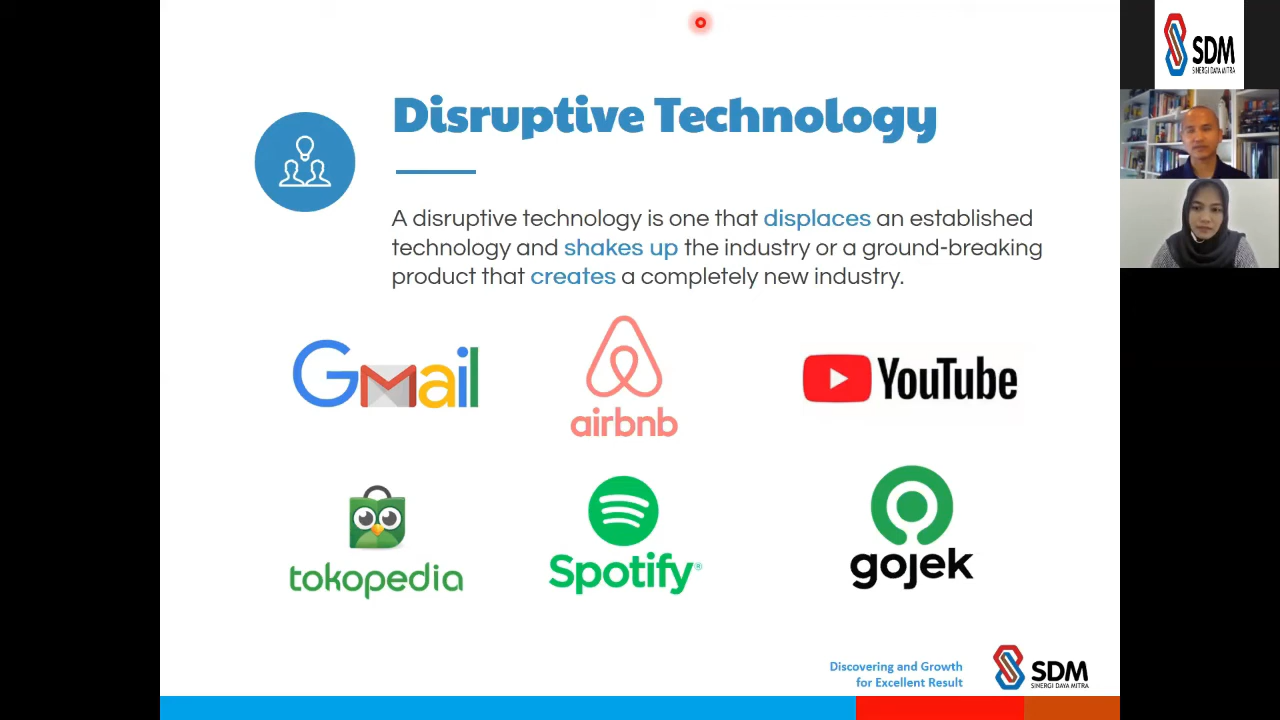 Disruptive Technology
A disruptive technology is one that displaces an established
technology and shakes up the industry or a ground-breaking
product that creates a completely new industry.
Gmail
airbnb
YouTube
tokopedia
Spotify®
gojek
Discovering and Growth
for Excellent Result
SDM
SINERGI DAYA MITRA
SDM
SINERGI DAYA MITRA